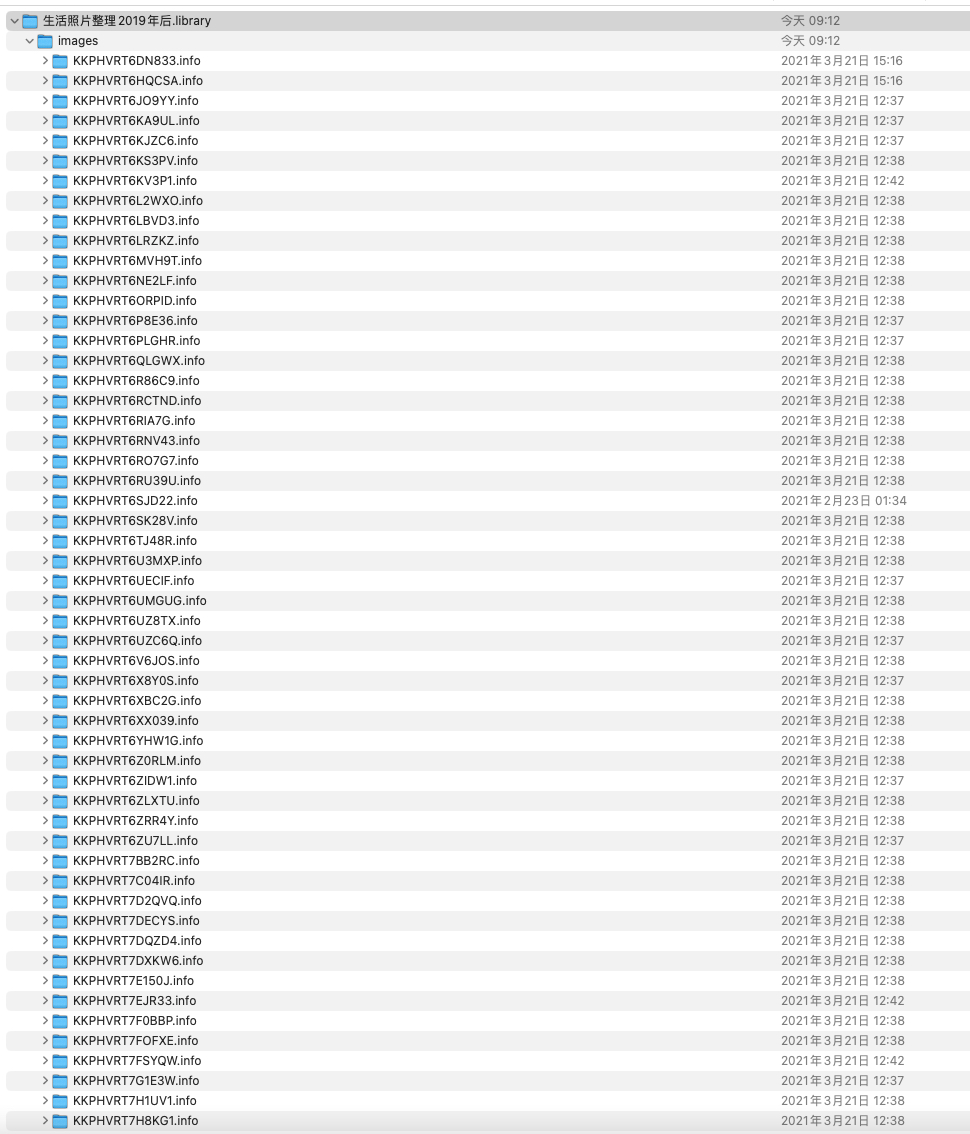 生活照片整理2019年后.library 今天 09:12
images 今天 09:12
KKPHVRT6DN833.info 2021年3月21日 15:16
KKPHVRT6HQCSA.info 2021年3月21日 15:16
KKPHVRT6JO9YY.info 2021年3月21日 12:37
KKPHVRT6KA9UL.info 2021年3月21日 12:37
KKPHVRT6KJZC6.info 2021年3月21日 12:37
KKPHVRT6KS3PV.info 2021年3月21日 12:38
KKPHVRT6KV3P1.info 2021年3月21日 12:42
KKPHVRT6L2WXO.info 2021年3月21日 12:38
KKPHVRT6LBVD3.info 2021年3月21日 12:38
KKPHVRT6LRZKZ.info 2021年3月21日 12:38
KKPHVRT6MVH9T.info 2021年3月21日 12:38
KKPHVRT6NE2LF.info 2021年3月21日 12:38
KKPHVRT6ORPID.info 2021年3月21日 12:38
KKPHVRT6P8E36.info 2021年3月21日 12:37
KKPHVRT6PLGHR.info 2021年3月21日 12:37
KKPHVRT6QLGWX.info 2021年3月21日 12:38
KKPHVRT6R86C9.info 2021年3月21日 12:38
KKPHVRT6RCTND.info 2021年3月21日 12:38
KKPHVRT6RIA7G.info 2021年3月21日 12:38
KKPHVRT6RNV43.info 2021年3月21日 12:38
KKPHVRT6RO7G7.info 2021年3月21日 12:38
KKPHVRT6RU39U.info 2021年3月21日 12:38
KKPHVRT6SJD22.info 2021年2月23日 01:34
KKPHVRT6SK28V.info 2021年3月21日 12:38
KKPHVRT6TJ48R.info 2021年3月21日 12:38
KKPHVRT6U3MXP.info 2021年3月21日 12:38
KKPHVRT6UECIF.info 2021年3月21日 12:37
KKPHVRT6UMGUG.info 2021年3月21日 12:38
KKPHVRT6UZ8TX.info 2021年3月21日 12:38
KKPHVRT6UZC6Q.info 2021年3月21日 12:37
KKPHVRT6V6JOS.info 2021年3月21日 12:38
KKPHVRT6X8Y0S.info 2021年3月21日 12:37
KKPHVRT6XBC2G.info 2021年3月21日 12:38
KKPHVRT6XX039.info 2021年3月21日 12:38
KKPHVRT6YHW1G.info 2021年3月21日 12:38
KKPHVRT6Z0RLM.info 2021年3月21日 12:38
KKPHVRT6ZIDW1.info 2021年3月21日 12:37
KKPHVRT6ZLXTU.info 2021年3月21日 12:38
KKPHVRT6ZRR4Y.info 2021年3月21日 12:38
KKPHVRT6ZU7LL.info 2021年3月21日 12:37
KKPHVRT7BB2RC.info 2021年3月21日 12:38
KKPHVRT7C04IR.info 2021年3月21日 12:38
KKPHVRT7D2QVQ.info 2021年3月21日 12:38
KKPHVRT7DECYS.info 2021年3月21日 12:38
KKPHVRT7DQZD4.info 2021年3月21日 12:38
KKPHVRT7DXKW6.info 2021年3月21日 12:38
KKPHVRT7E150J.info 2021年3月21日 12:38
KKPHVRT7EJR33.info 2021年3月21日 12:42
KKPHVRT7F0BBP.info 2021年3月21日 12:38
KKPHVRT7FOFXE.info 2021年3月21日 12:38
KKPHVRT7FSYQW.info 2021年3月21日 12:42
KKPHVRT7G1E3W.info 2021年3月21日 12:37
KKPHVRT7H1UV1.info 2021年3月21日 12:38
KKPHVRT7H8KG1.info 2021年3月21日 12:38